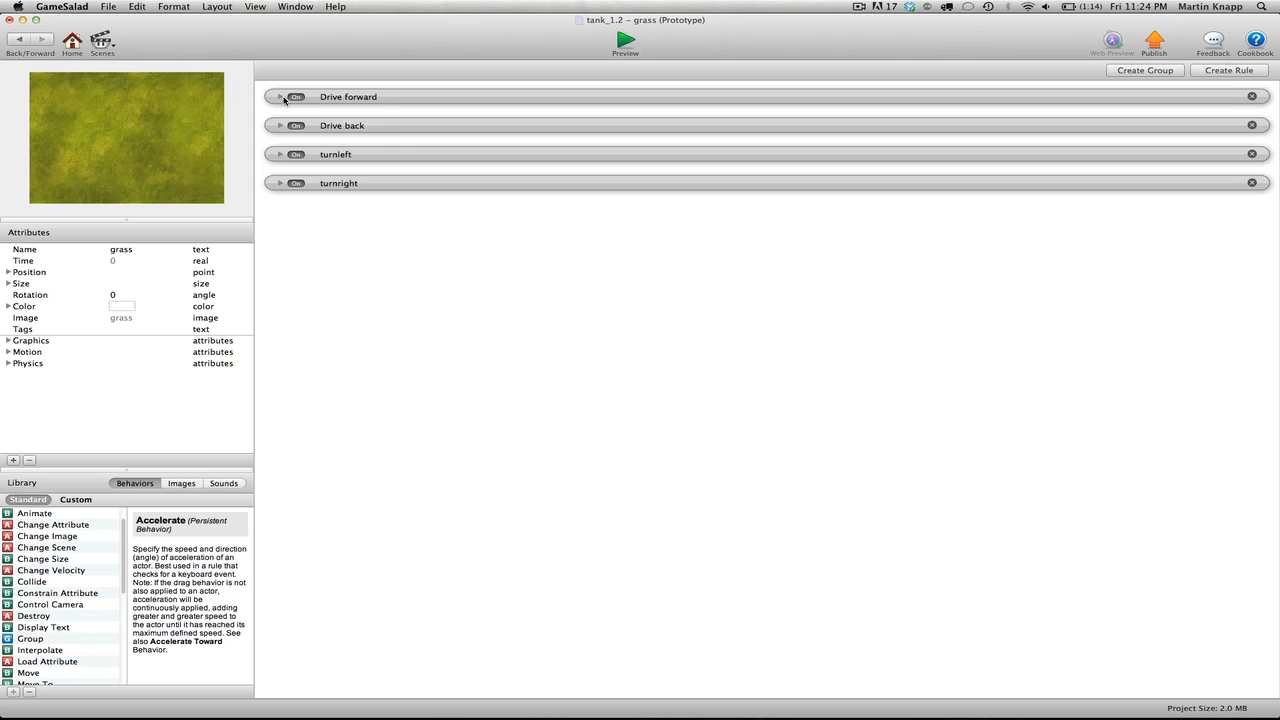 GameSalad File Edit Format Layout View Window Help 17 (1:14) Fri 11:24 PM Martin Knapp
tank_1.2 – grass (Prototype)
Back/Forward Home Scenes Preview Web Preview Publish Feedback Cookbook
Create Group Create Rule
On Drive forward
On Drive back
On turnleft
On turnright
Attributes
Name grass text
Time 0 real
Position point
Size size
Rotation 0 angle
Color color
Image grass image
Tags text
Graphics attributes
Motion attributes
Physics attributes
Library Behaviors Images Sounds
Standard Custom
B Animate
A Change Attribute
A Change Image
A Change Scene
B Change Size
A Change Velocity
B Collide
B Constrain Attribute
B Control Camera
A Destroy
B Display Text
G Group
B Interpolate
A Load Attribute
B Move
Move To
Accelerate (Persistent
Behavior)
Specify the speed and direction
(angle) of acceleration of an
actor. Best used in a rule that
checks for a keyboard event.
Note: If the drag behavior is not
also applied to an actor,
acceleration will be
continuously applied, adding
greater and greater speed to
the actor until it has reached its
maximum defined speed. See
also Accelerate Toward
Behavior.
Project Size: 2.0 MB